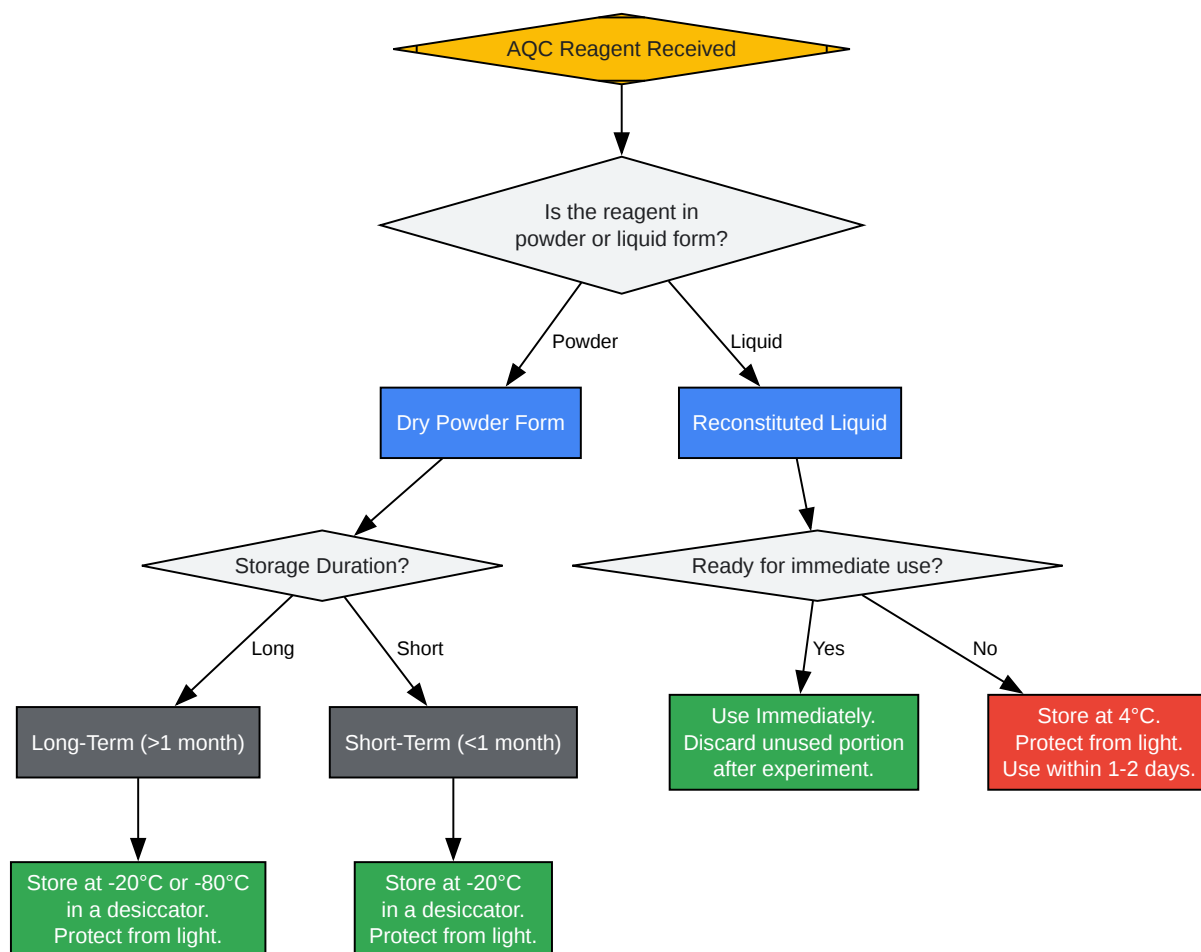 AQC Reagent Received
Is the reagent in
powder or liquid form?
Powder
Liquid
Dry Powder Form
Reconstituted Liquid
Storage Duration?
Ready for immediate use?
Long
Short
Yes
No
Long-Term (>1 month)
Short-Term (<1 month)
Use Immediately.
Discard unused portion
after experiment.
Store at 4°C.
Protect from light.
Use within 1-2 days.
Store at -20°C or -80°C
in a desiccator.
Protect from light.
Store at -20°C
in a desiccator.
Protect from light.